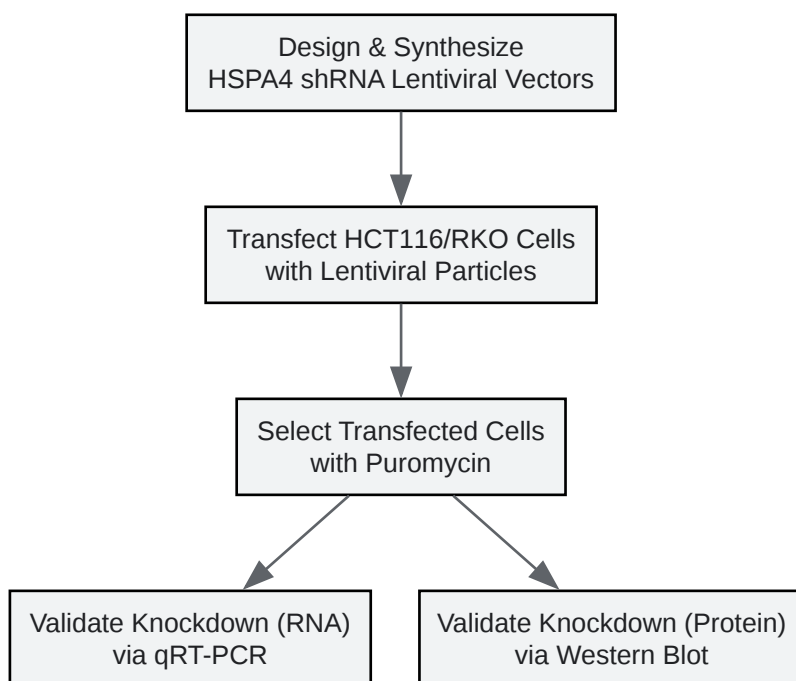 Design & Synthesize
HSPA4 shRNA Lentiviral Vectors
Transfect HCT116/RKO Cells
with Lentiviral Particles
Select Transfected Cells
with Puromycin
Validate Knockdown (RNA)
via qRT-PCR
Validate Knockdown (Protein)
via Western Blot